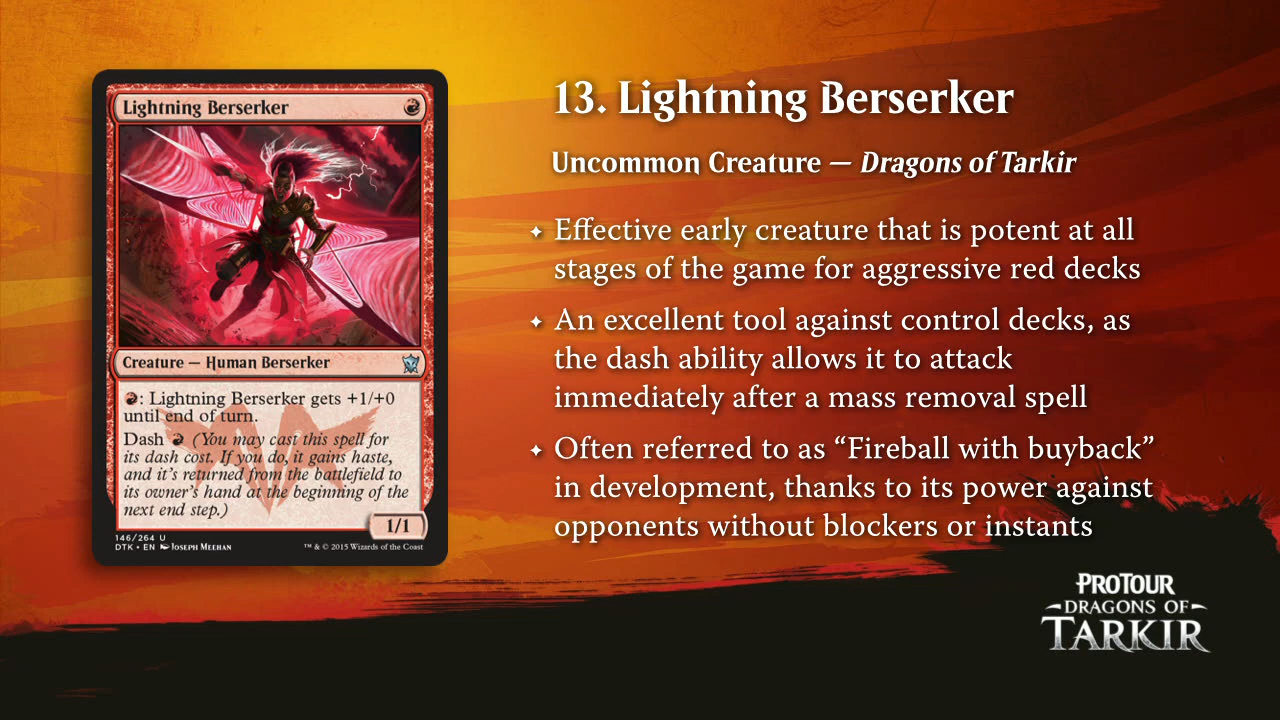 Lightning Berserker
Creature — Human Berserker
: Lightning Berserker gets +1/+0
until end of turn.
Dash (You may cast this spell for
its dash cost. If you do, it gains haste,
and it's returned from the battlefield to
its owner's hand at the beginning of the
next end step.)
1/1
146/264 U
DTK • EN Joseph Meehan
™ & © 2015 Wizards of the Coast
13. Lightning Berserker
Uncommon Creature — Dragons of Tarkir
✦ Effective early creature that is potent at all
stages of the game for aggressive red decks
✦ An excellent tool against control decks, as
the dash ability allows it to attack
immediately after a mass removal spell
✦ Often referred to as “Fireball with buyback”
in development, thanks to its power against
opponents without blockers or instants
PROTOUR
DRAGONS OF
TARKIR